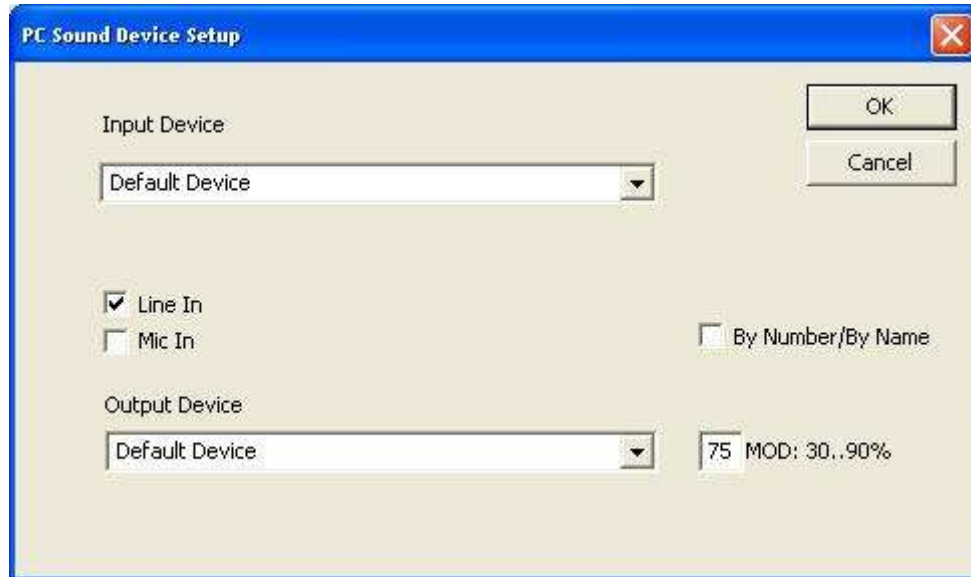 PC Sound Device Setup
OK
Input Device
Cancel
Default Device
Line In
Mic In
By Number/By Name
Output Device
Default Device
75 MOD: 30..90%